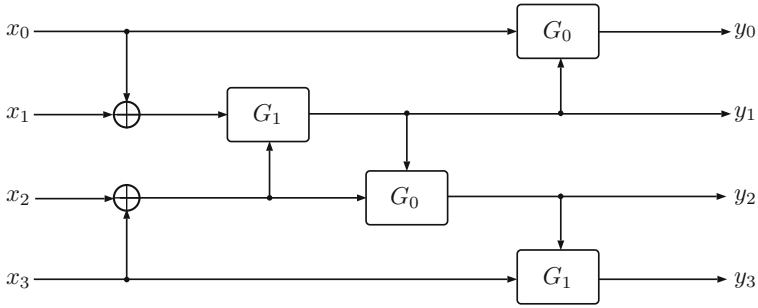 x₀ G₀ y₀
x₁ G₁ y₁
x₂ G₀ y₂
x₃ G₁ y₃